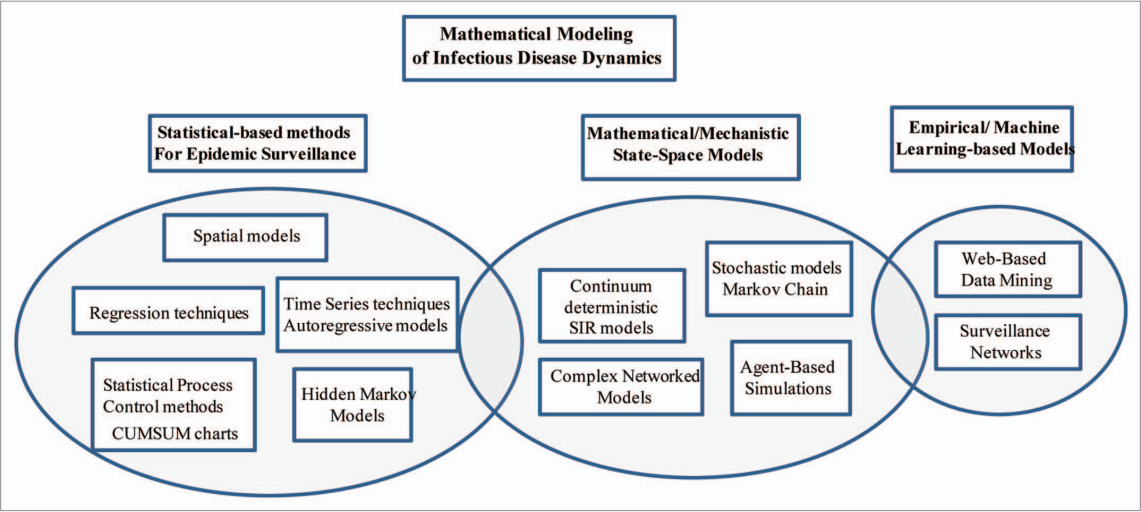 Mathematical Modeling
of Infectious Disease Dynamics
Statistical-based methods
For Epidemic Surveillance
Mathematical/Mechanistic
State-Space Models
Empirical/ Machine
Learning-based Models
Spatial models
Regression techniques
Time Series techniques
Autoregressive models
Statistical Process
Control methods
CUMSUM charts
Hidden Markov
Models
Continuum
deterministic
SIR models
Stochastic models
Markov Chain
Complex Networked
Models
Agent-Based
Simulations
Web-Based
Data Mining
Surveillance
Networks